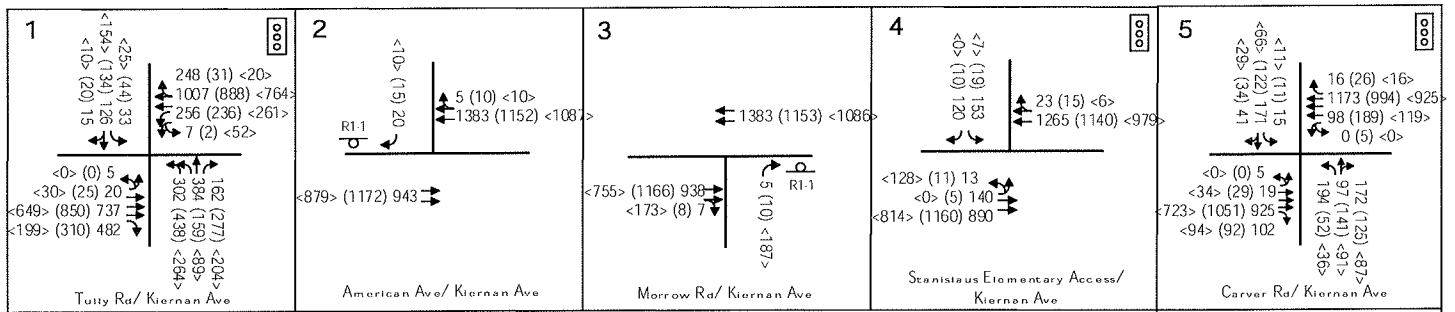 1
<154> (134) 126
<10> (20) 15
<25> (44) 33
248 (31) <20>
1007 (888) <764>
256 (236) <261>
7 (2) <52>
<0> (0) 5
<30> (25) 20
<649> (850) 737
<199> (310) 482
302 (438) <264>
384 (159) <89>
162 (277) <204>
Tully Rd/ Kiernan Ave
2
<10> (15) 20
5 (10) <10>
1383 (1152) <1087
R1-1
<879> (1172) 943
American Ave/ Kiernan Ave
3
1383 (1153) <1086>
<755> (1166) 938
<173> (8) 7
5 (10) <187>
R1-1
Morrow Rd/ Kiernan Ave
4
<0> (10) 120
<7> (19) 153
23 (15) <6>
1265 (1140) <979>
<128> (11) 13
<0> (5) 140
<814> (1160) 890
Stanislaus Elementary Access/
Kiernan Ave
5
<29> (34) 41
<66> (122) 171
<11> (11) 15
16 (26) <16>
1173 (994) <925>
98 (189) <119>
0 (5) <0>
<0> (0) 5
<34> (29) 19
<723> (1051) 925
<94> (92) 102
194 (52) <36>
97 (141) <91>
172 (125) <87>
Carver Rd/ Kiernan Ave